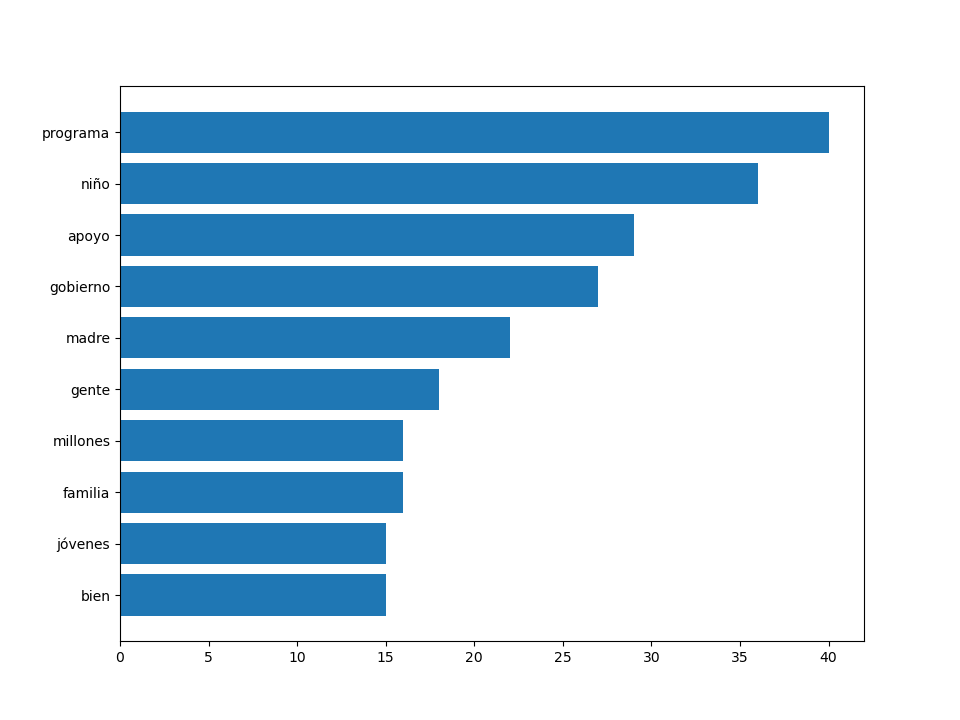 programa
niño
apoyo
gobierno
madre
gente
millones
familia
jóvenes
bien
0 5 10 15 20 25 30 35 40